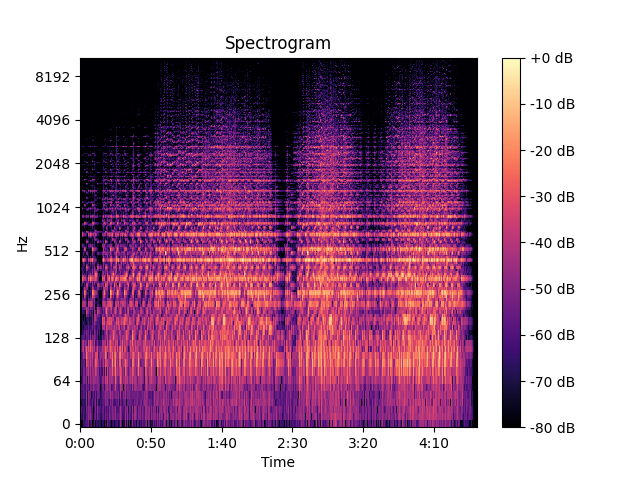 Spectrogram
8192
4096
2048
1024
512
256
128
64
0
Hz
0:00 0:50 1:40 2:30 3:20 4:10
Time
+0 dB
-10 dB
-20 dB
-30 dB
-40 dB
-50 dB
-60 dB
-70 dB
-80 dB